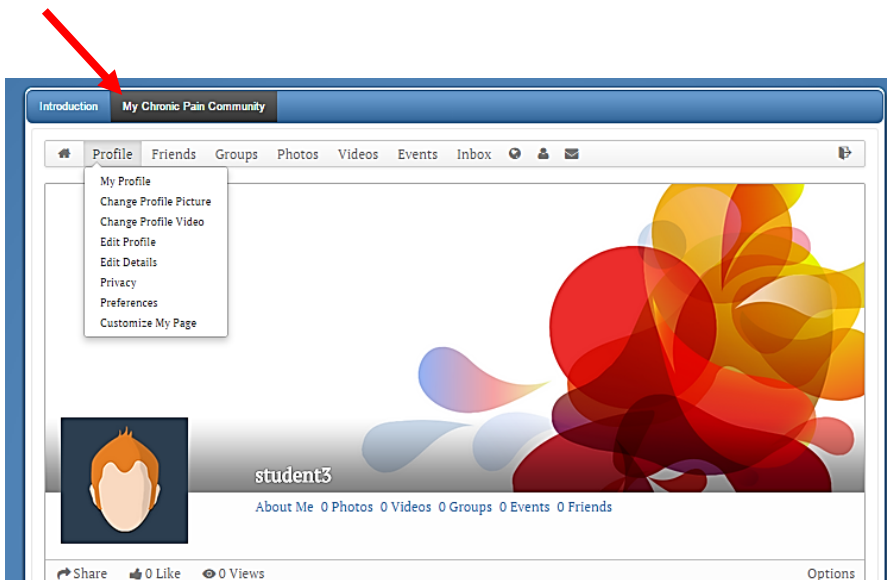 Introduction My Chronic Pain Community
Profile Friends Groups Photos Videos Events Inbox
My Profile
Change Profile Picture
Change Profile Video
Edit Profile
Edit Details
Privacy
Preferences
Customize My Page
student3
About Me 0 Photos 0 Videos 0 Groups 0 Events 0 Friends
Share 0 Like 0 Views Options